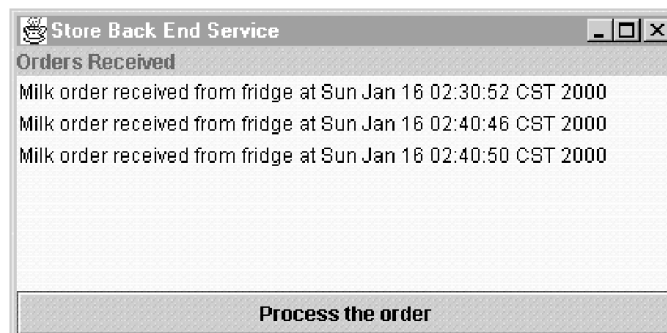 Store Back End Service
Orders Received
Milk order received from fridge at Sun Jan 16 02:30:52 CST 2000
Milk order received from fridge at Sun Jan 16 02:40:46 CST 2000
Milk order received from fridge at Sun Jan 16 02:40:50 CST 2000
Process the order